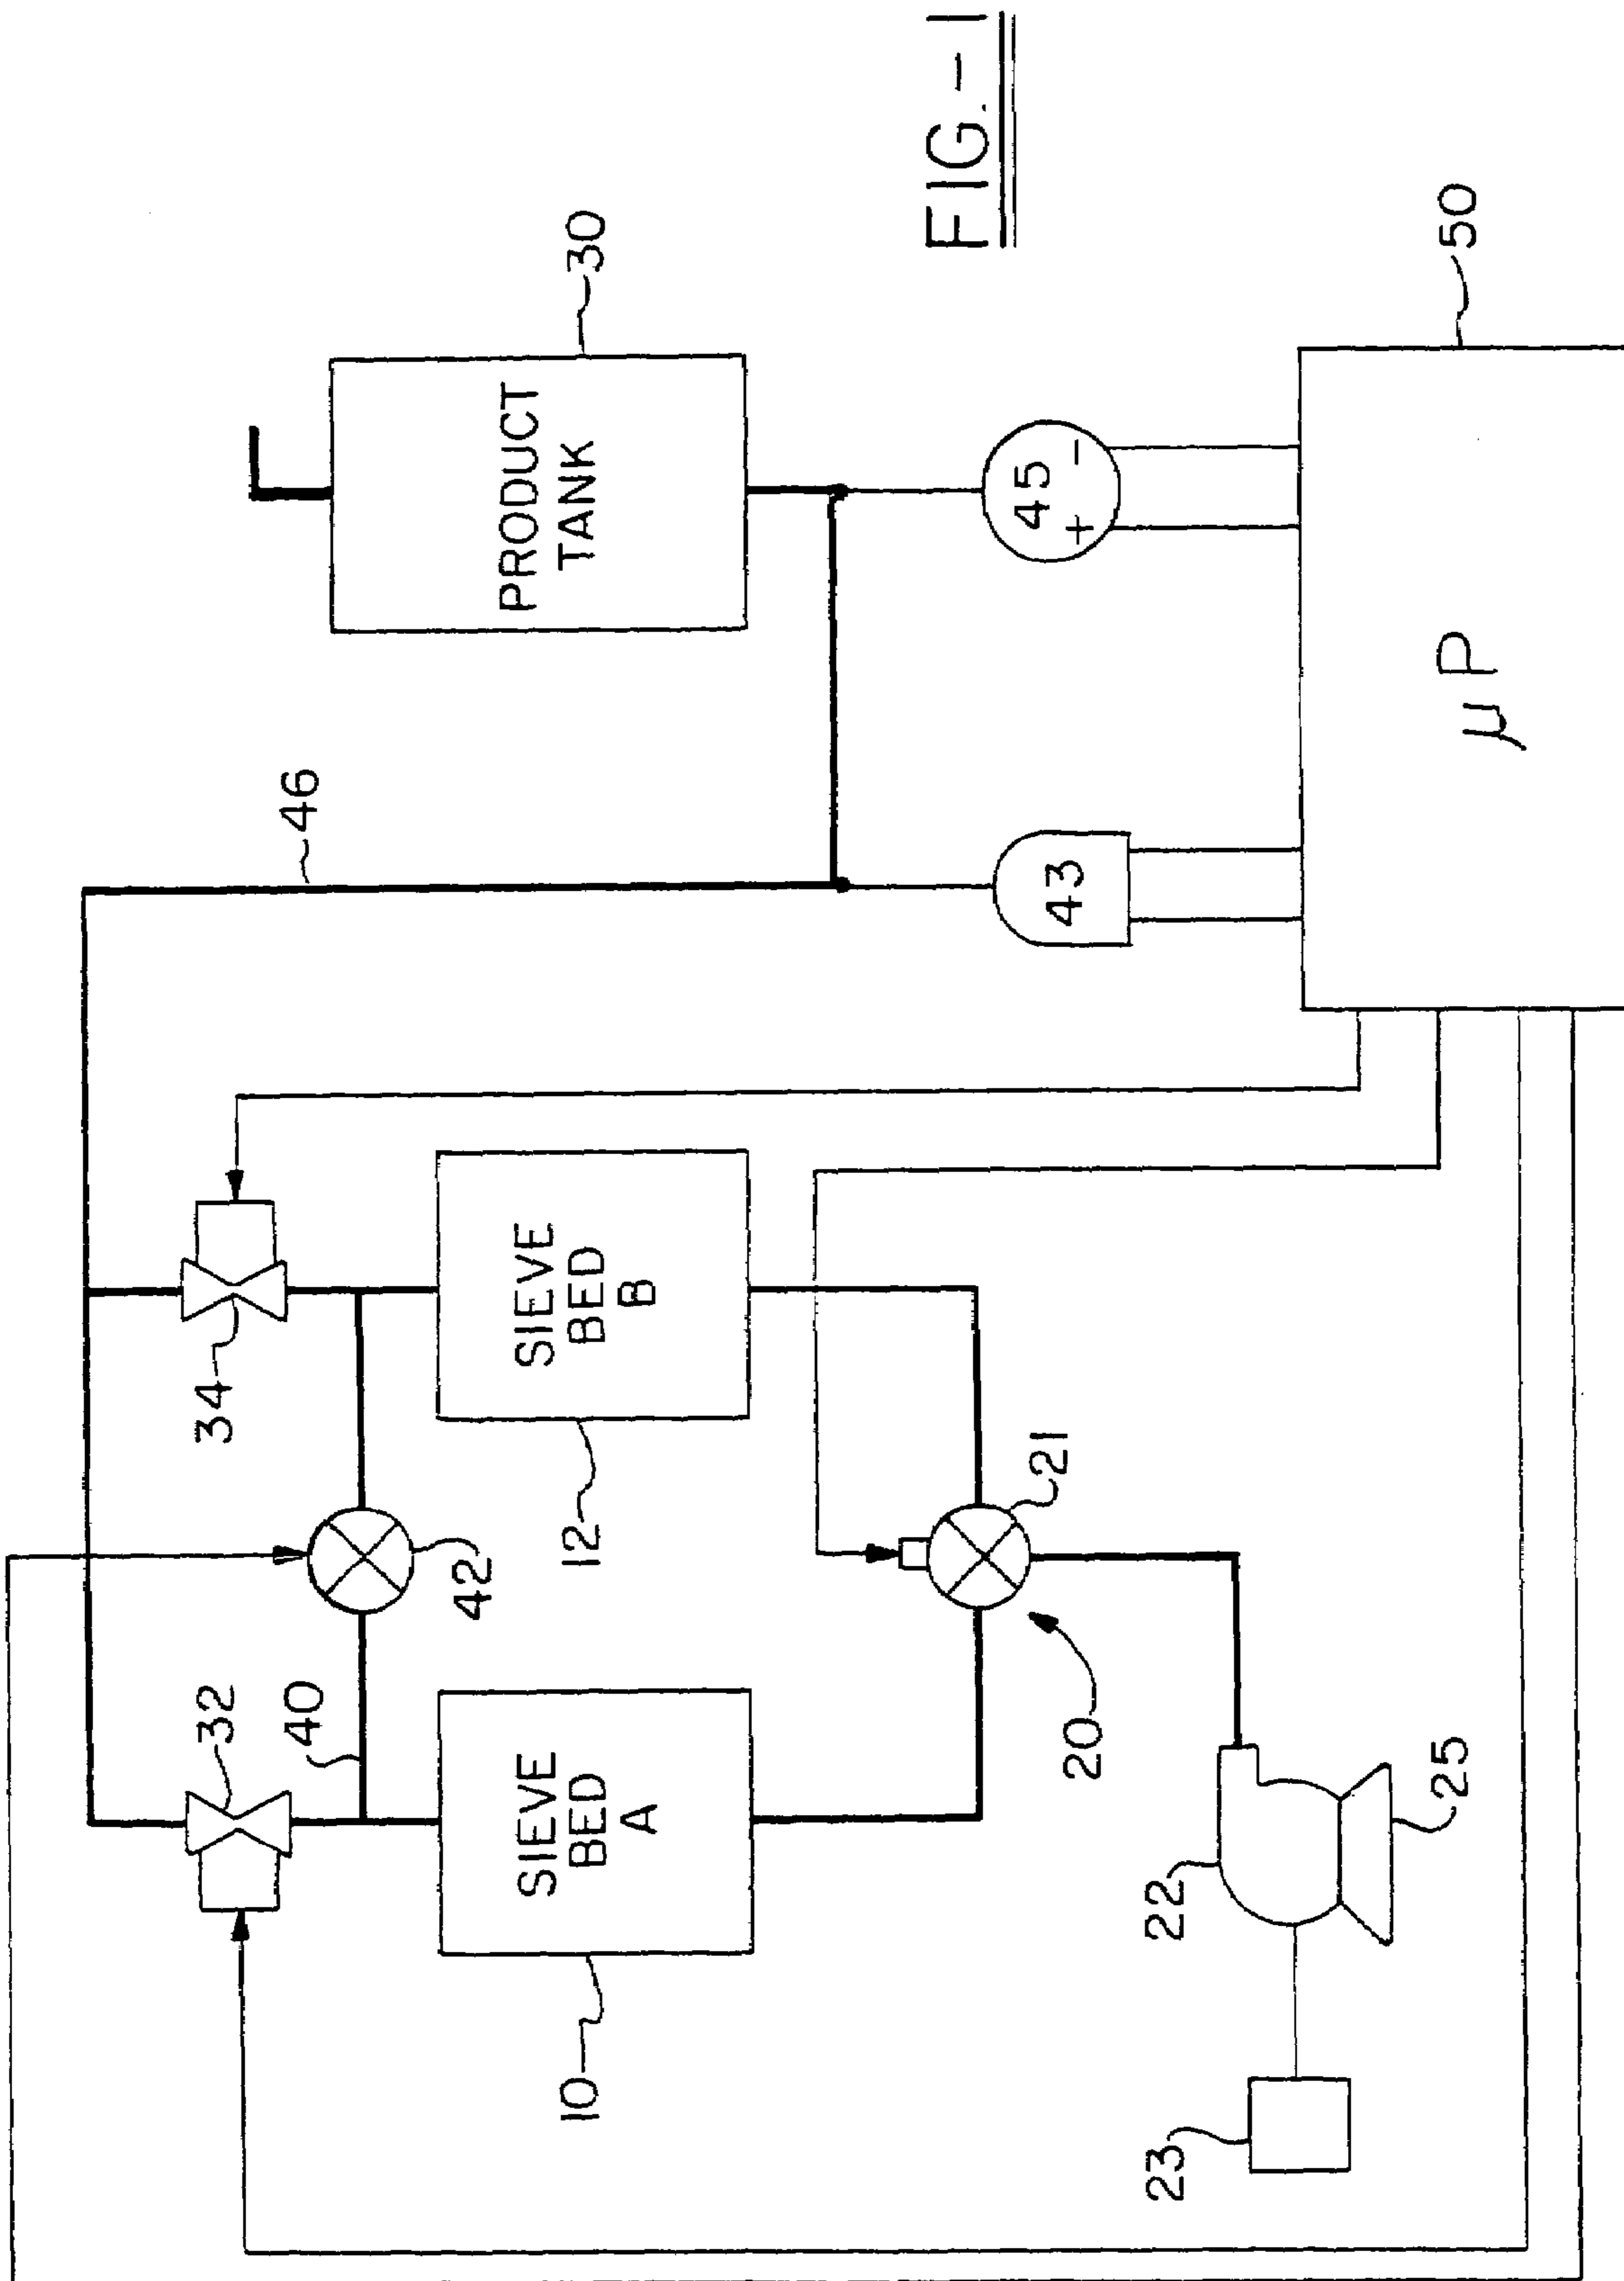 46
32
34
40
42
SIEVE
BED
A
SIEVE
BED
B
PRODUCT
TANK
30
10
12
21
20
43
45
+ -
22
23
25
μP
50
FIG.-1